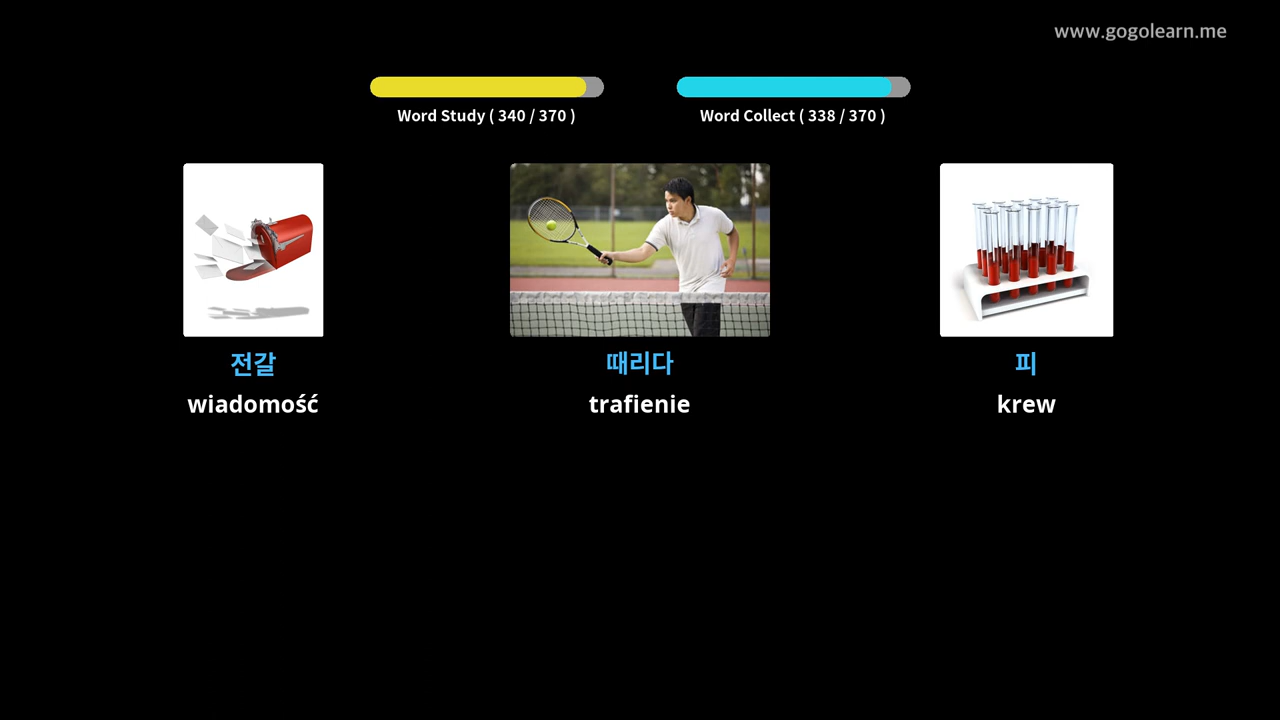 www.gogolearn.me
Word Study ( 340 / 370 )
Word Collect ( 338 / 370 )
전갈
때리다
피
wiadomość
trafienie
krew